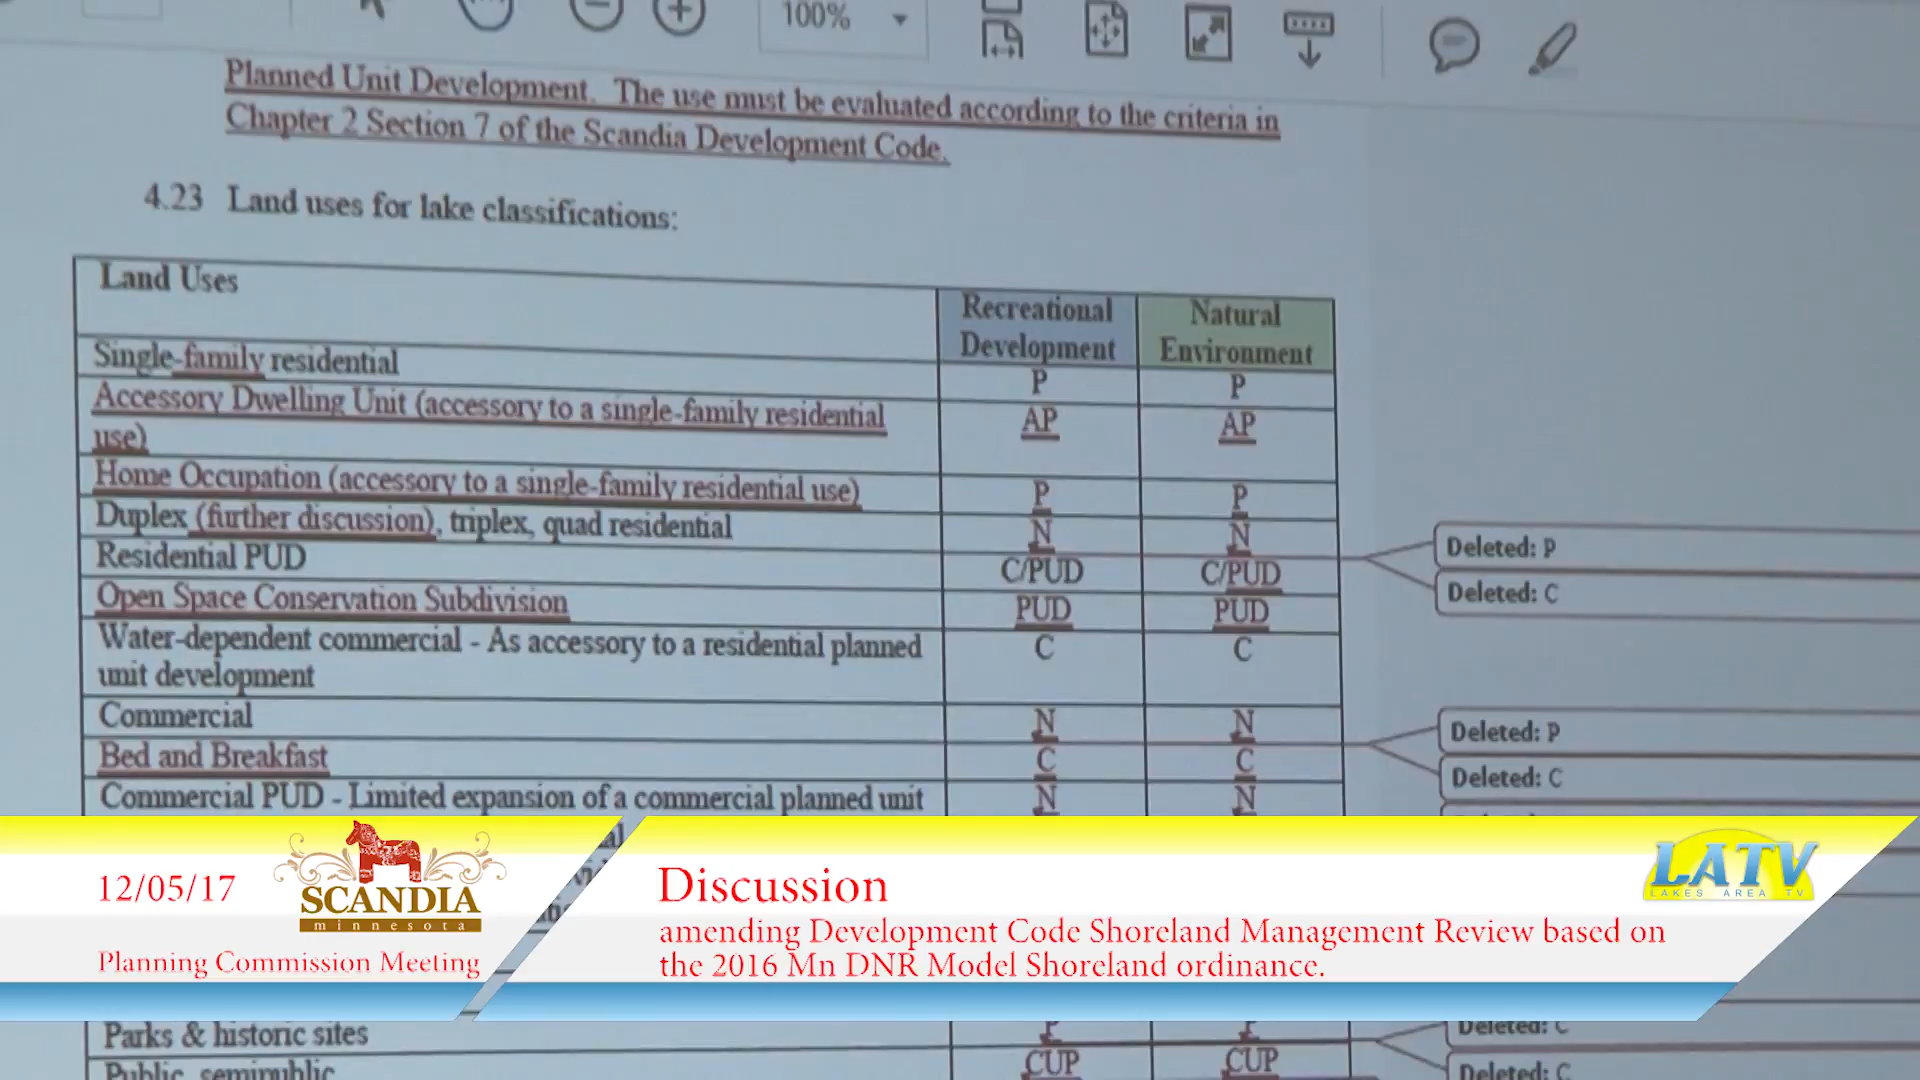 100%
Planned Unit Development. The use must be evaluated according to the criteria in
Chapter 2 Section 7 of the Scandia Development Code.
4.23 Land uses for lake classifications:
Land Uses
Recreational Development
Natural Environment
Single-family residential P P
Accessory Dwelling Unit (accessory to a single-family residential AP AP
use)
Home Occupation (accessory to a single-family residential use) P P
Duplex (further discussion), triplex, quad residential N N
Deleted: P
Residential PUD C/PUD C/PUD
Deleted: C
Open Space Conservation Subdivision PUD PUD
Water-dependent commercial - As accessory to a residential planned C C
unit development
Commercial N N
Deleted: P
Bed and Breakfast C C
Deleted: C
Commercial PUD - Limited expansion of a commercial planned unit N N
12/05/17
SCANDIA
minnesota
Planning Commission Meeting
Discussion
amending Development Code Shoreland Management Review based on
the 2016 Mn DNR Model Shoreland ordinance.
LATV
LAKES AREA TV
Parks & historic sites P P
Deleted: C
Public, semipublic CUP CUP
Deleted: C